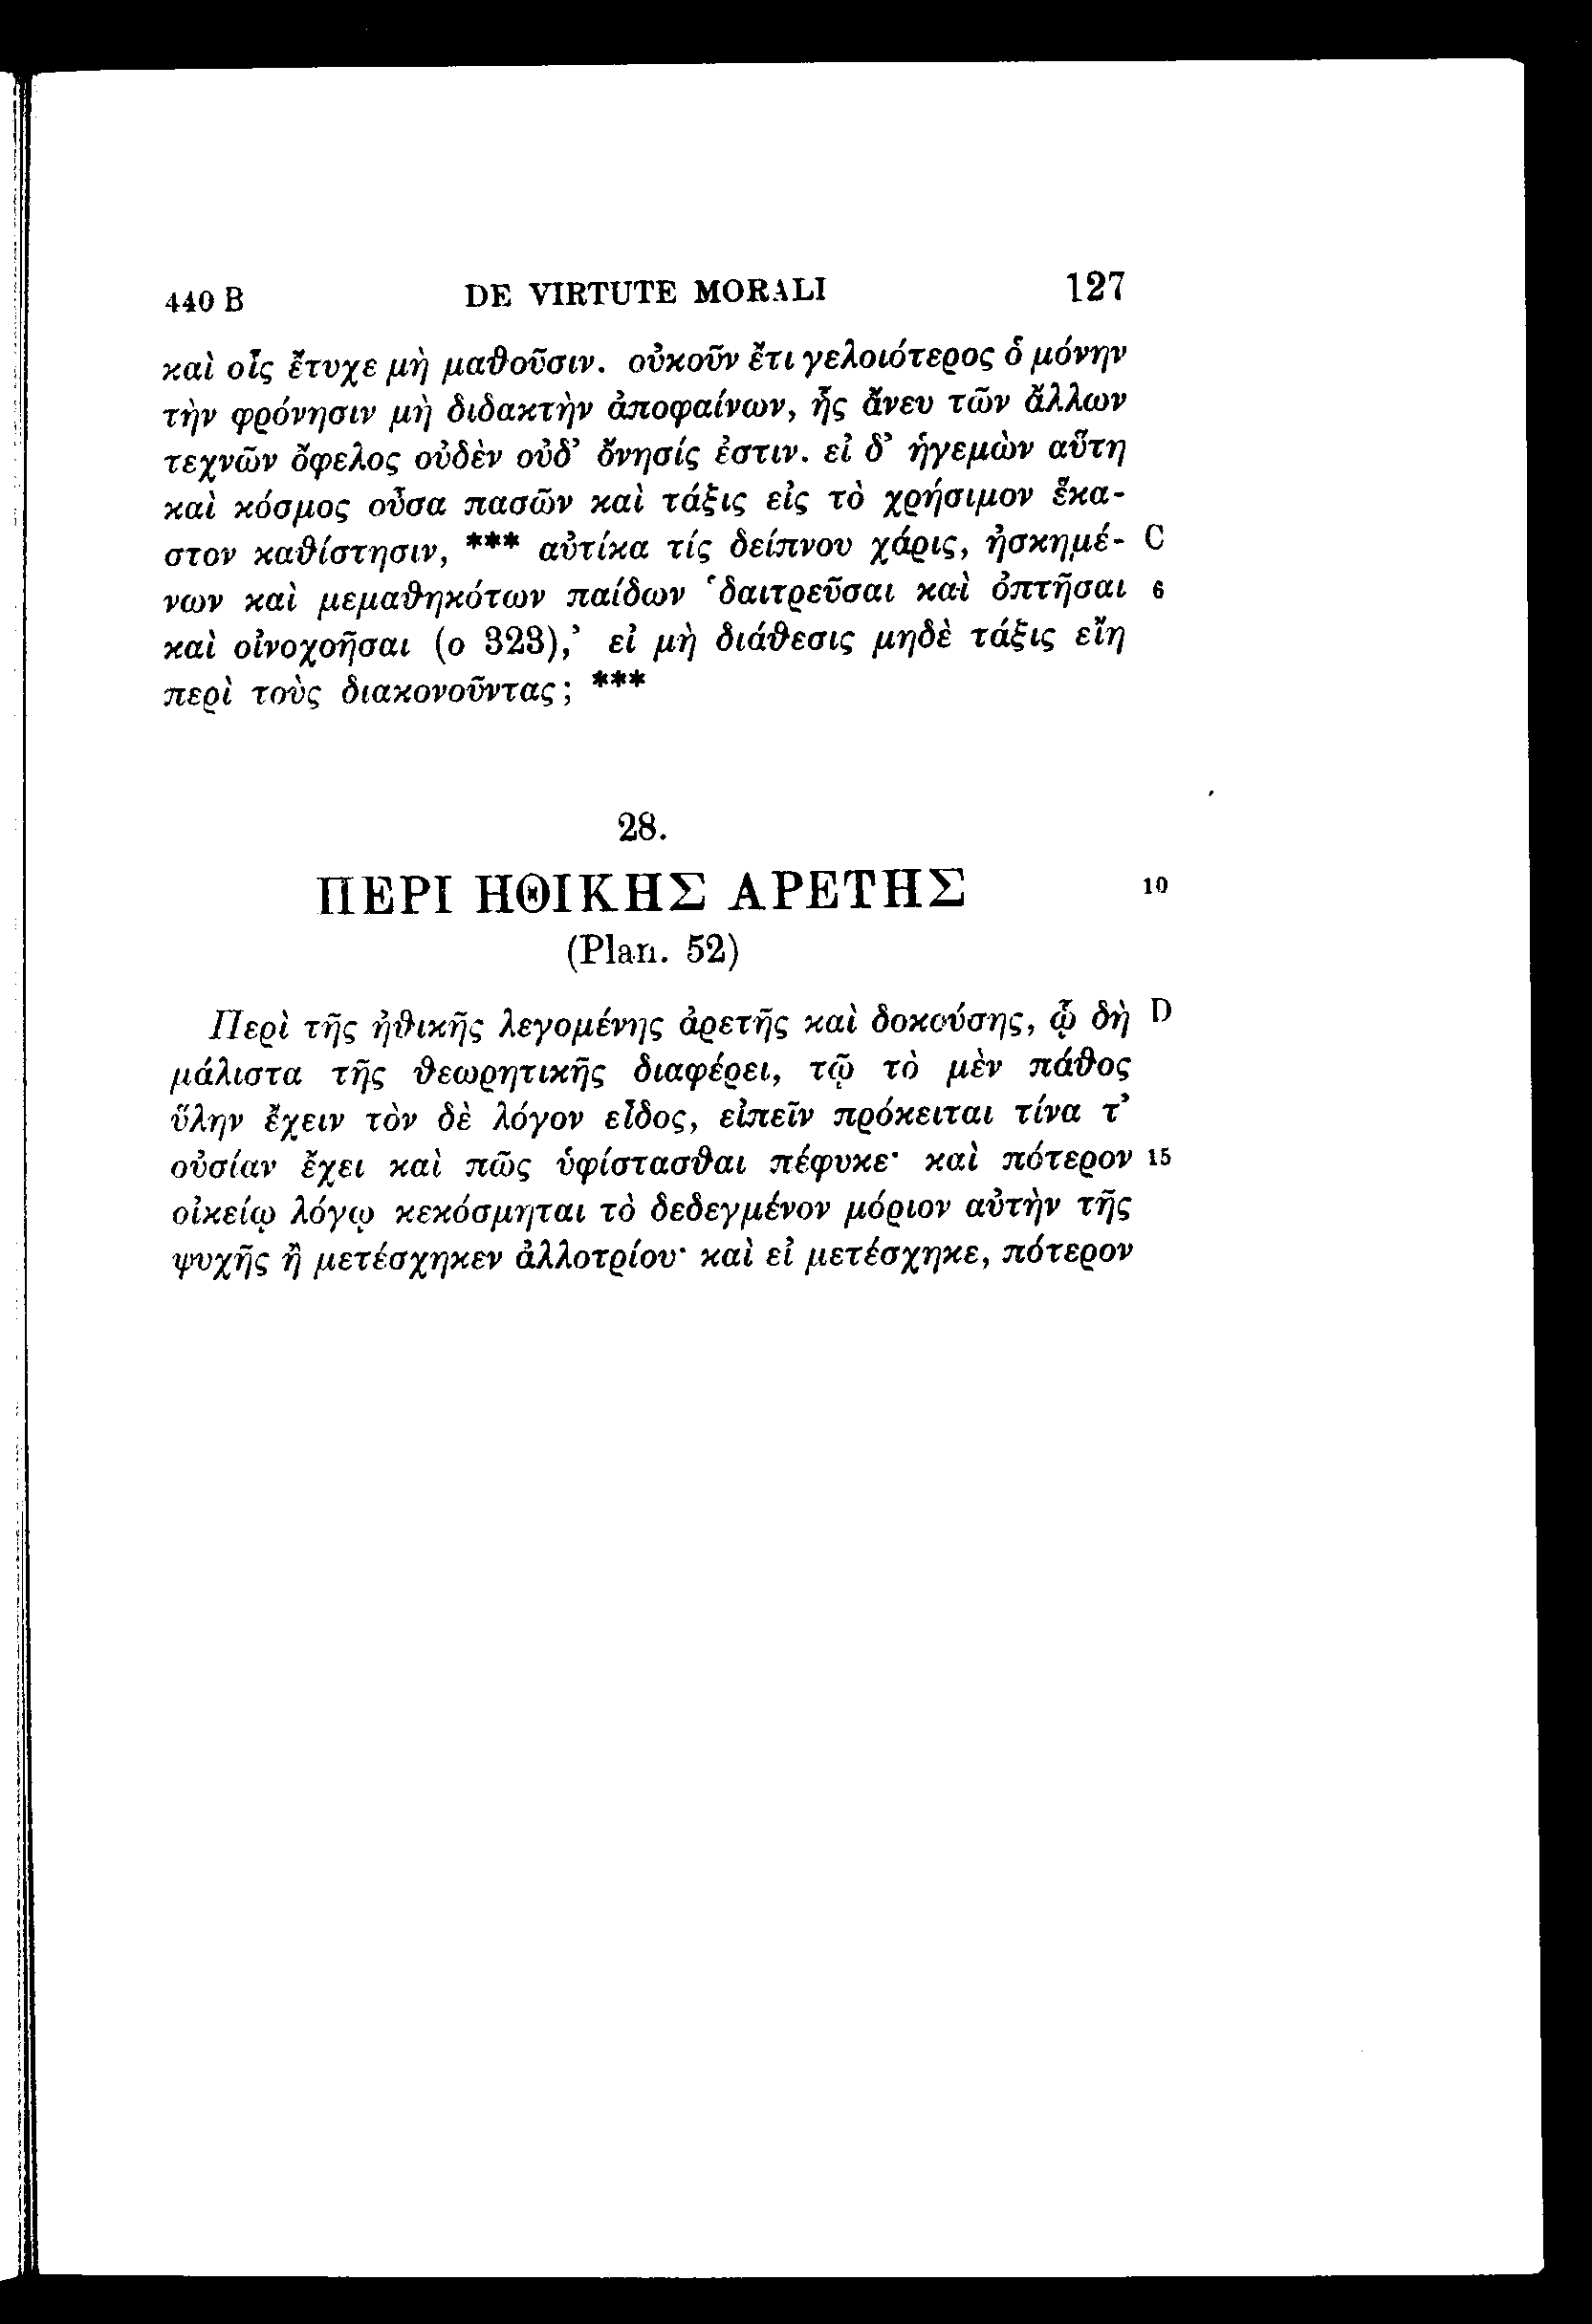 440 B DE VIRTUTE MORALI 127
καὶ οἷς ἔτυχε μὴ μαϑοῦσιν. οὐκοῦν ἔτι γελοιότερος ὁ μόνην
τὴν φρόνησιν μὴ διδακτὴν ἀποφαίνων, ἧς ἄνευ τῶν ἄλλων
τεχνῶν ὄφελος οὐδὲν οὐδ’ ὄνησίς ἐστιν. εἰ δ’ ἡγεμὼν αὕτη
καὶ κόσμος οὖσα πασῶν καὶ τάξις εἰς τὸ χρήσιμον ἕκα-
στον καϑίστησιν, *** αὐτίκα τίς δείπνου χάρις, ἠσκημέ- C
νων καὶ μεμαϑηκότων παίδων ‘δαιτρεῦσαι καὶ ὀπτῆσαι 6
καὶ οἰνοχοῆσαι (ο 323),’ εἰ μὴ διάϑεσις μηδὲ τάξις εἴη
περὶ τοὺς διακονοῦντας; ***
28.
ΠΕΡΙ ΗΘΙΚΗΣ ΑΡΕΤΗΣ 10
(Plan. 52)
Περὶ τῆς ἠϑικῆς λεγομένης ἀρετῆς καὶ δοκούσης, ᾧ δὴ D
μάλιστα τῆς ϑεωρητικῆς διαφέρει, τῷ τὸ μὲν πάϑος
ὕλην ἔχειν τὸν δὲ λόγον εἶδος, εἰπεῖν πρόκειται τίνα τ’
οὐσίαν ἔχει καὶ πῶς ὑφίστασϑαι πέφυκε· καὶ πότερον 15
οἰκείῳ λόγῳ κεκόσμηται τὸ δεδεγμένον μόριον αὐτὴν τῆς
ψυχῆς ἢ μετέσχηκεν ἀλλοτρίου· καὶ εἰ μετέσχηκε, πότερον